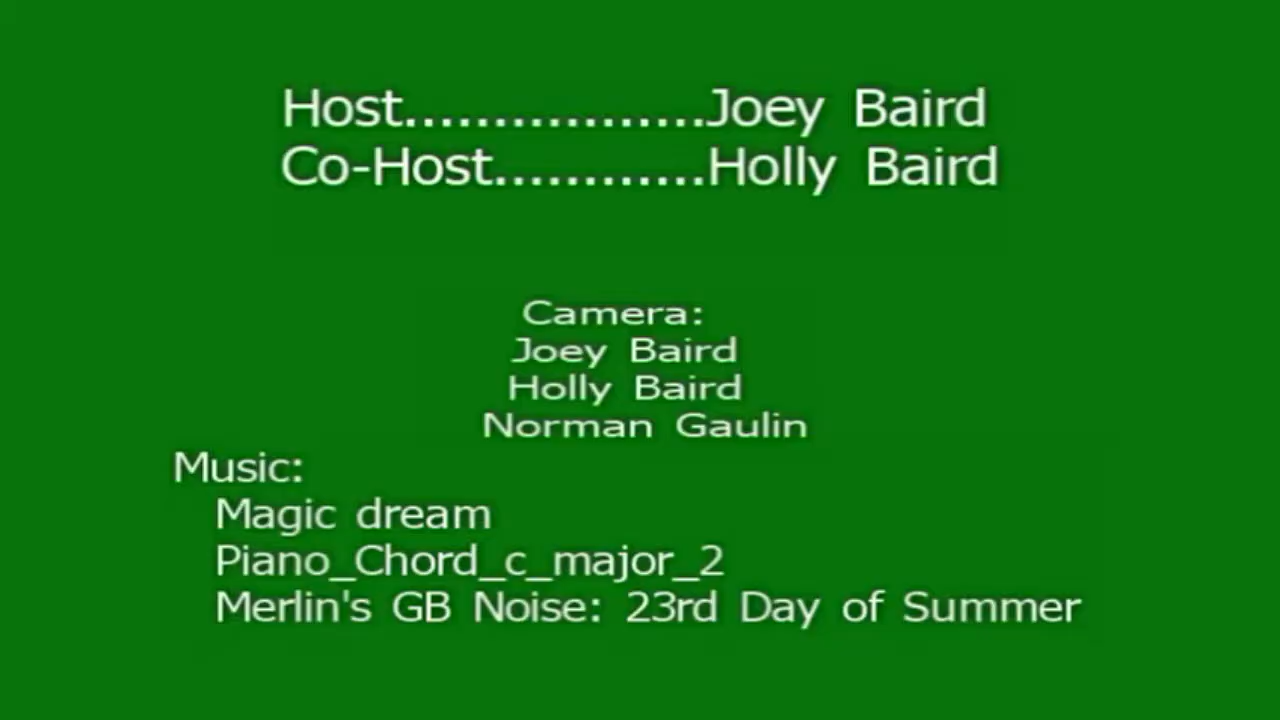 Host.................Joey Baird
Co-Host............Holly Baird
Camera:
Joey Baird
Holly Baird
Norman Gaulin
Music:
Magic dream
Piano_Chord_c_major_2
Merlin's GB Noise: 23rd Day of Summer